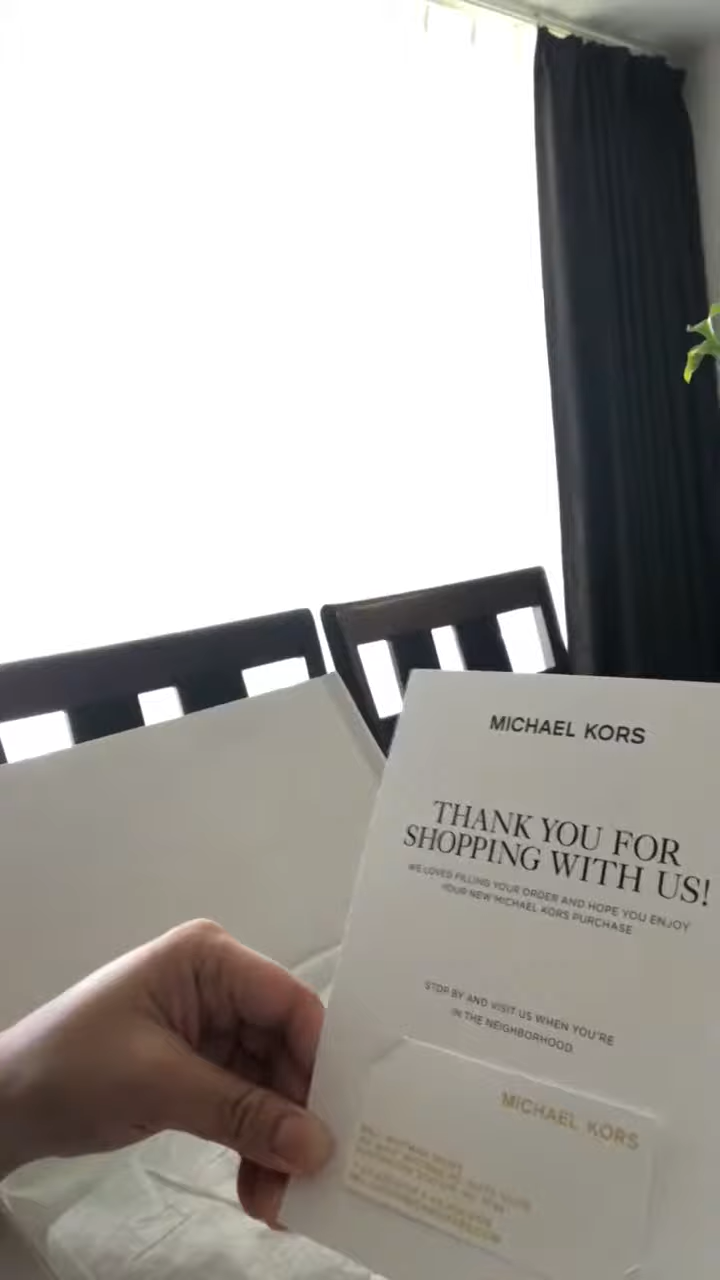 MICHAEL KORS
THANK YOU FOR
SHOPPING WITH US!
WE LOVED FILLING YOUR ORDER AND HOPE YOU ENJOY
YOUR NEW MICHAEL KORS PURCHASE
STOP BY AND VISIT US WHEN YOU'RE
IN THE NEIGHBORHOOD
MICHAEL KORS